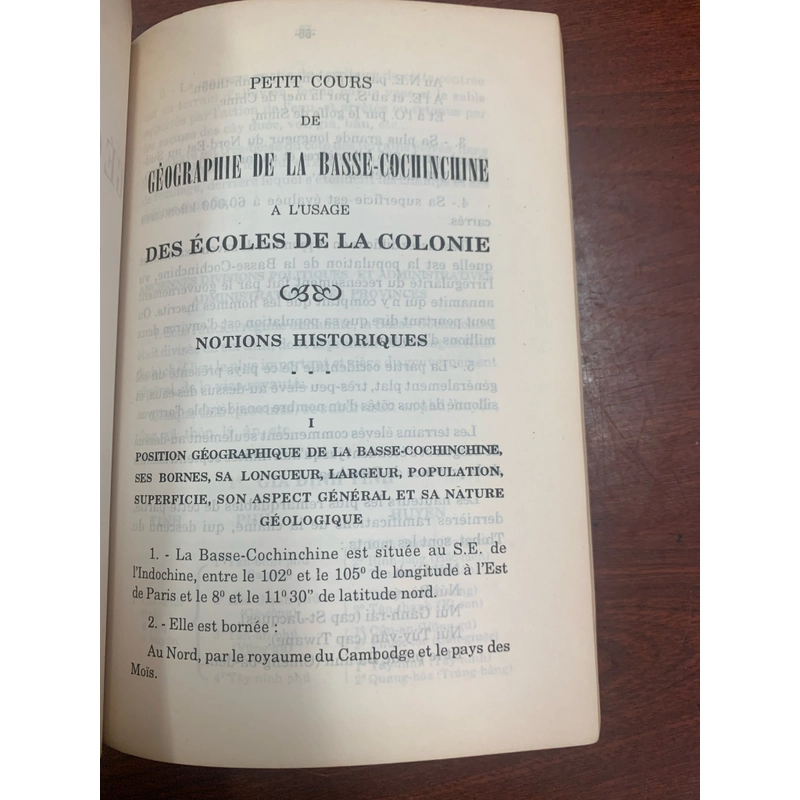 PETIT COURS
DE
GÉOGRAPHIE DE LA BASSE-COCHINCHINE
A L'USAGE
DES ÉCOLES DE LA COLONIE
NOTIONS HISTORIQUES
- - -
I
POSITION GÉOGRAPHIQUE DE LA BASSE-COCHINCHINE,
SES BORNES, SA LONGUEUR, LARGEUR, POPULATION,
SUPERFICIE, SON ASPECT GÉNÉRAL ET SA NATURE
GÉOLOGIQUE
1. - La Basse-Cochinchine est située au S.E. de
l'Indochine, entre le 102⁰ et le 105⁰ de longitude à l'Est
de Paris et le 8⁰ et le 11⁰ 30” de latitude nord.
2. - Elle est bornée :
Au Nord, par le royaume du Cambodge et le pays des
Moïs.